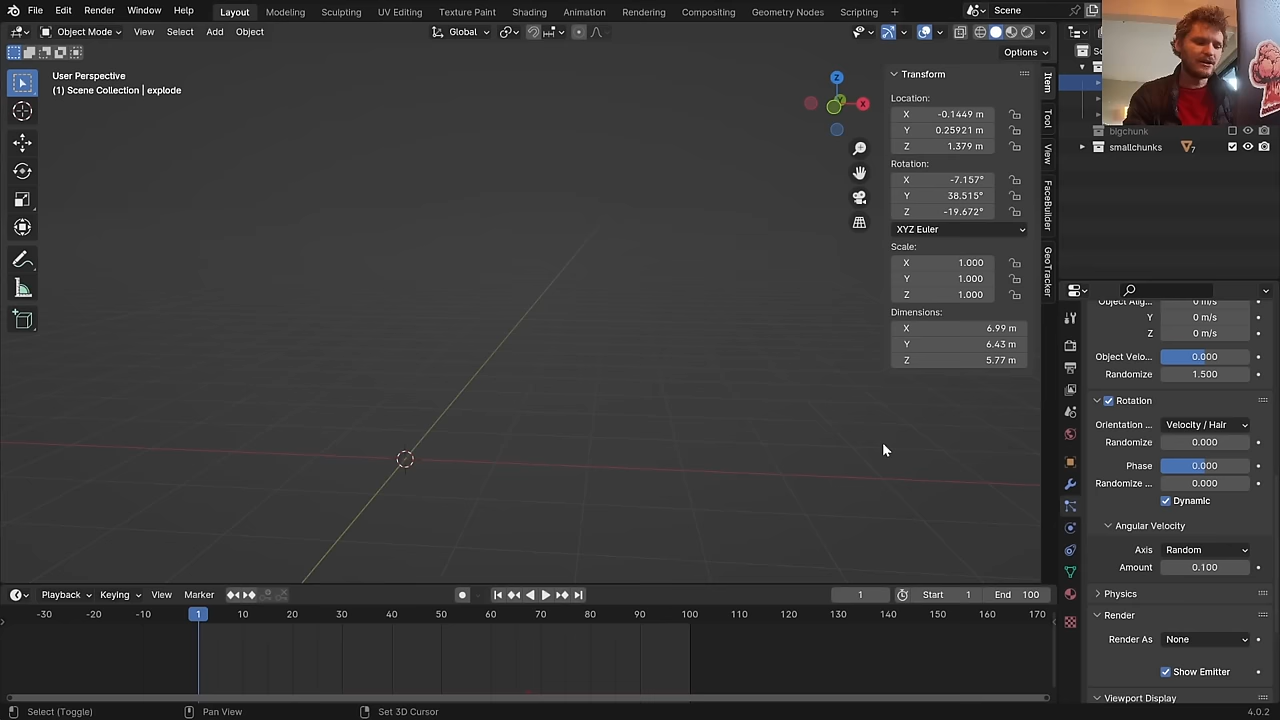 File Edit Render Window Help Layout Modeling Sculpting UV Editing Texture Paint Shading Animation Rendering Compositing Geometry Nodes Scripting + Scene
Object Mode View Select Add Object Global
Options
User Perspective
(1) Scene Collection | explode
Z
X
Transform
Location:
X -0.1449 m
Y 0.25921 m
Z 1.379 m
Rotation:
X -7.157°
Y 38.515°
Z -19.672°
XYZ Euler
Scale:
X 1.000
Y 1.000
Z 1.000
Dimensions:
X 6.99 m
Y 6.43 m
Z 5.77 m
Item
Tool
View
FaceBuilder
GeoTracker
bigchunk
smallchunks 7
Object Alig... 0 m/s
Y 0 m/s
Z 0 m/s
Object Velo... 0.000
Randomize 1.500
Rotation
Orientation ... Velocity / Hair
Randomize 0.000
Phase 0.000
Randomize ... 0.000
Dynamic
Angular Velocity
Axis Random
Amount 0.100
Physics
Render
Render As None
Show Emitter
Viewport Display
Playback Keying View Marker 1 Start 1 End 100
-30 -20 -10 1 10 20 30 40 50 60 70 80 90 100 110 120 130 140 150 160 170
Select (Toggle) Pan View Set 3D Cursor 4.0.2